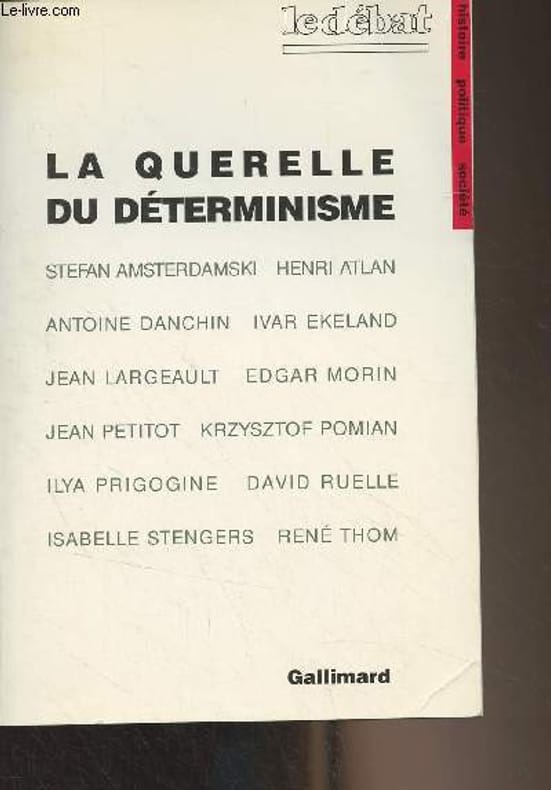 Le-livre.com
le débat
histoire politique société
LA QUERELLE
DU DÉTERMINISME
STEFAN AMSTERDAMSKI HENRI ATLAN
ANTOINE DANCHIN IVAR EKELAND
JEAN LARGEAULT EDGAR MORIN
JEAN PETITOT KRZYSZTOF POMIAN
ILYA PRIGOGINE DAVID RUELLE
ISABELLE STENGERS RENÉ THOM
Gallimard